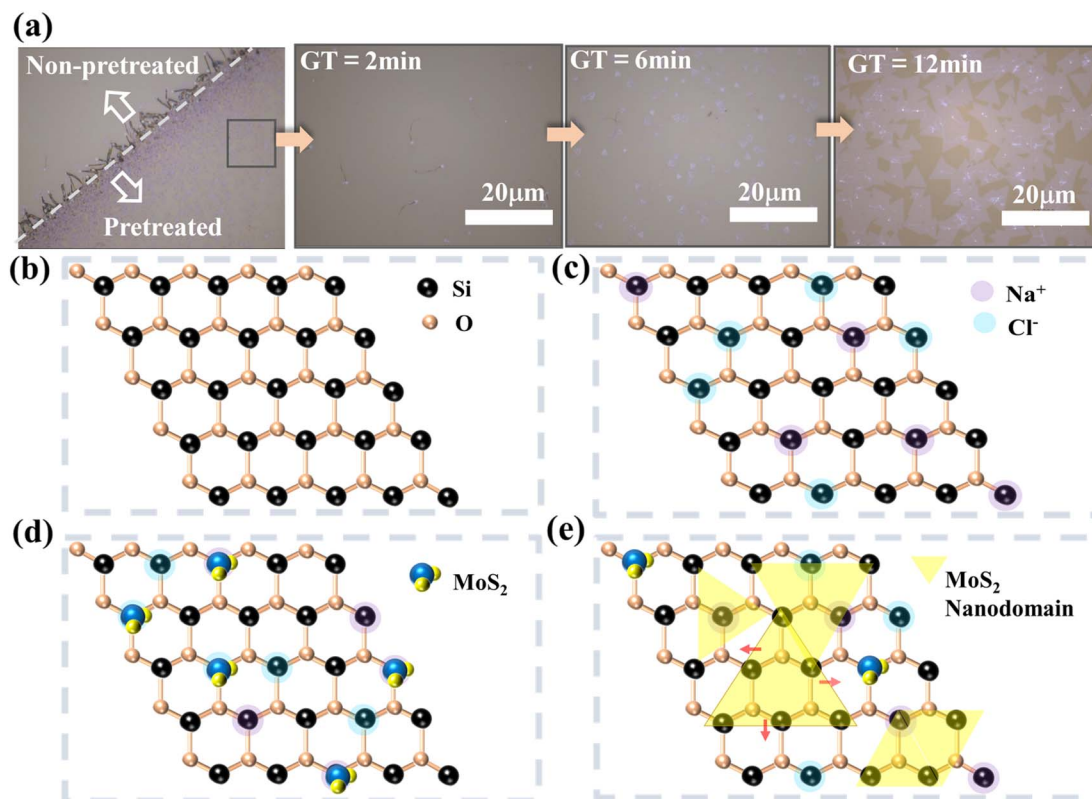 (a)
Non-pretreated
Pretreated
GT = 2min
20μm
GT = 6min
20μm
GT = 12min
20μm
(b)
Si
O
(c)
Na⁺
Cl⁻
(d)
MoS₂
(e)
MoS₂
Nanodomain